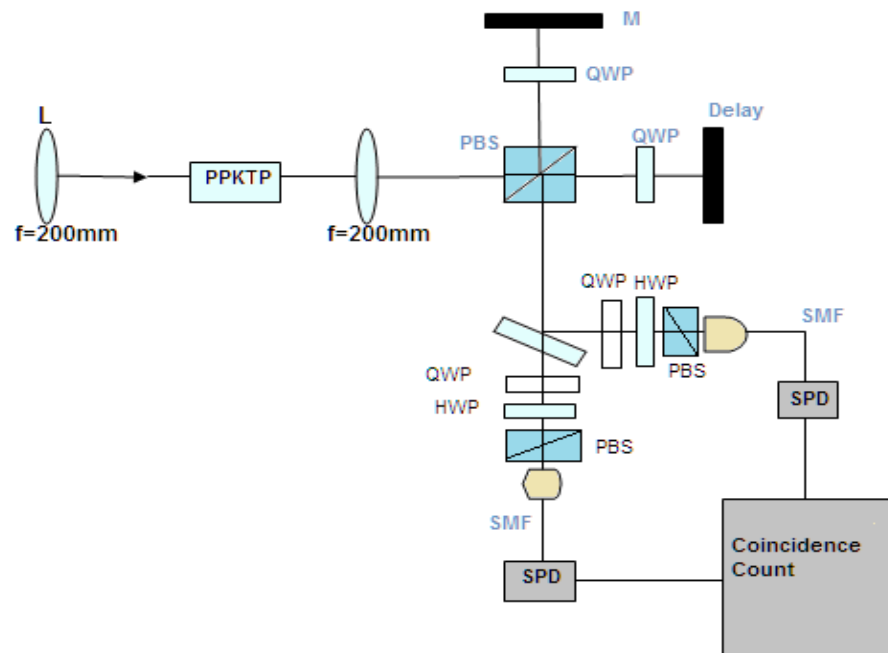 M
QWP
Delay
L
PBS
QWP
PPKTP
f=200mm
f=200mm
QWP
HWP
SMF
PBS
QWP
HWP
SPD
PBS
SMF
SPD
Coincidence
Count